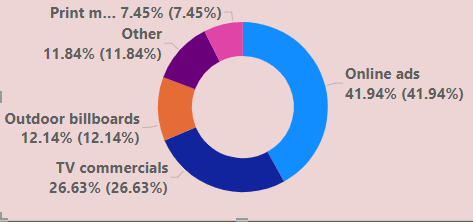 Print m... 7.45% (7.45%)
Other
11.84% (11.84%)
Online ads
41.94% (41.94%)
Outdoor billboards
12.14% (12.14%)
TV commercials
26.63% (26.63%)